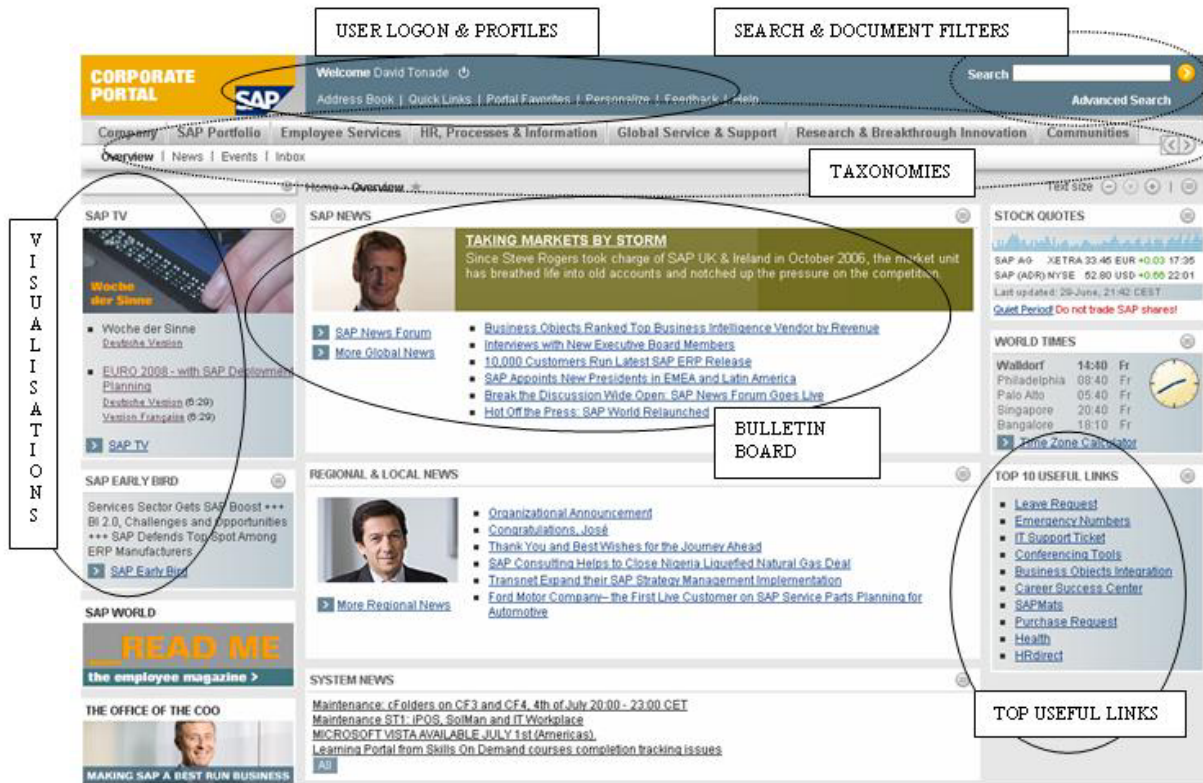 USER LOGON & PROFILES
SEARCH & DOCUMENT FILTERS
CORPORATE
PORTAL
SAP
Welcome David Tonade
Search
Address Book | Quick Links | Portal Favorites | Personalize | Feedback | Help
Advanced Search
Company SAP Portfolio Employee Services HR, Processes & Information Global Service & Support Research & Breakthrough Innovation Communities
Overview | News | Events | Inbox
TAXONOMIES
Home > Overview
Text size
VISUALISATIONS
SAP TV
Woche
der Sinne
Woche der Sinne
Deutsche Version
EURO 2008 - with SAP Deployment
Planning
Deutsche Version (6:29)
Version Française (6:29)
SAP TV
SAP EARLY BIRD
Services Sector Gets SAP Boost +++
BI 2.0, Challenges and Opportunities
+++ SAP Defends Top Spot Among
ERP Manufacturers
SAP Early Bird
SAP WORLD
__READ ME
the employee magazine >
THE OFFICE OF THE COO
MAKING SAP A BEST RUN BUSINESS
SAP NEWS
TAKING MARKETS BY STORM
Since Steve Rogers took charge of SAP UK & Ireland in October 2006, the market unit
has breathed life into old accounts and notched up the pressure on the competition.
SAP News Forum
More Global News
Business Objects Ranked Top Business Intelligence Vendor by Revenue
Interviews with New Executive Board Members
10,000 Customers Run Latest SAP ERP Release
SAP Appoints New Presidents in EMEA and Latin America
Break the Discussion Wide Open: SAP News Forum Goes Live
Hot Off the Press: SAP World Relaunched
BULLETIN
BOARD
REGIONAL & LOCAL NEWS
More Regional News
Organizational Announcement
Congratulations, José
Thank You and Best Wishes for the Journey Ahead
SAP Consulting Helps to Close Nigeria Liquefied Natural Gas Deal
Transnet Expand their SAP Strategy Management Implementation
Ford Motor Company– the First Live Customer on SAP Service Parts Planning for
Automotive
SYSTEM NEWS
Maintenance: cFolders on CF3 and CF4, 4th of July 20:00 - 23:00 CET
Maintenance ST1: iPOS, SolMan and IT Workplace
MICROSOFT VISTA AVAILABLE JULY 1st (Americas)
Learning Portal from Skills On Demand courses completion tracking issues
All
STOCK QUOTES
SAP AG XETRA 33.45 EUR +0.03 17:35
SAP (ADR) NYSE 52.80 USD +0.66 22:01
Last updated: 29-June, 21:42 CEST
Quiet Period! Do not trade SAP shares!
WORLD TIMES
Walldorf 14:40 Fr
Philadelphia 08:40 Fr
Palo Alto 05:40 Fr
Singapore 20:40 Fr
Bangalore 18:10 Fr
Time Zone Calculator
TOP 10 USEFUL LINKS
Leave Request
Emergency Numbers
IT Support Ticket
Conferencing Tools
Business Objects Integration
Career Success Center
SAPMats
Purchase Request
Health
HRdirect
TOP USEFUL LINKS